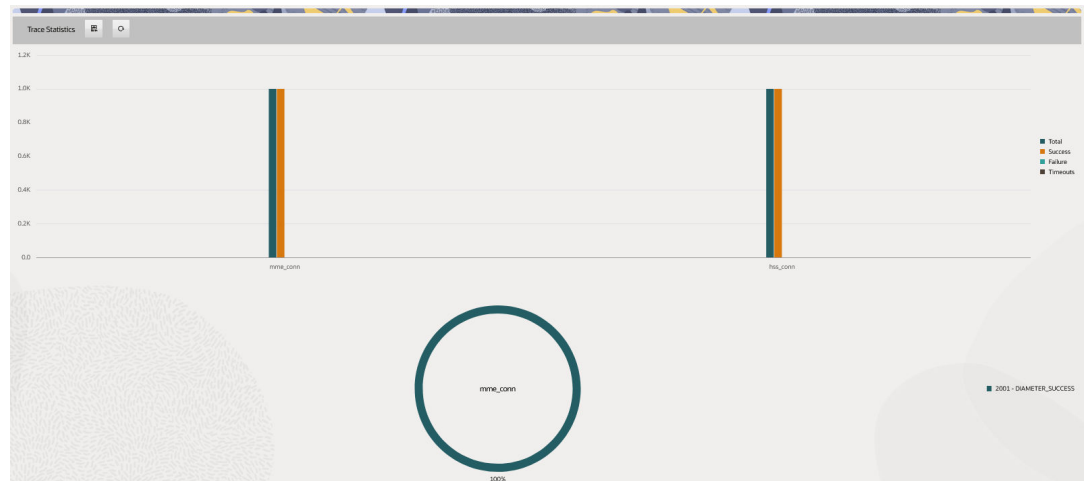 Trace Statistics
1.2K
1.0K
0.8K
0.6K
0.4K
0.2K
0.0
mme_conn
hss_conn
Total
Success
Failure
Timeouts
mme_conn
100%
2001 - DIAMETER_SUCCESS